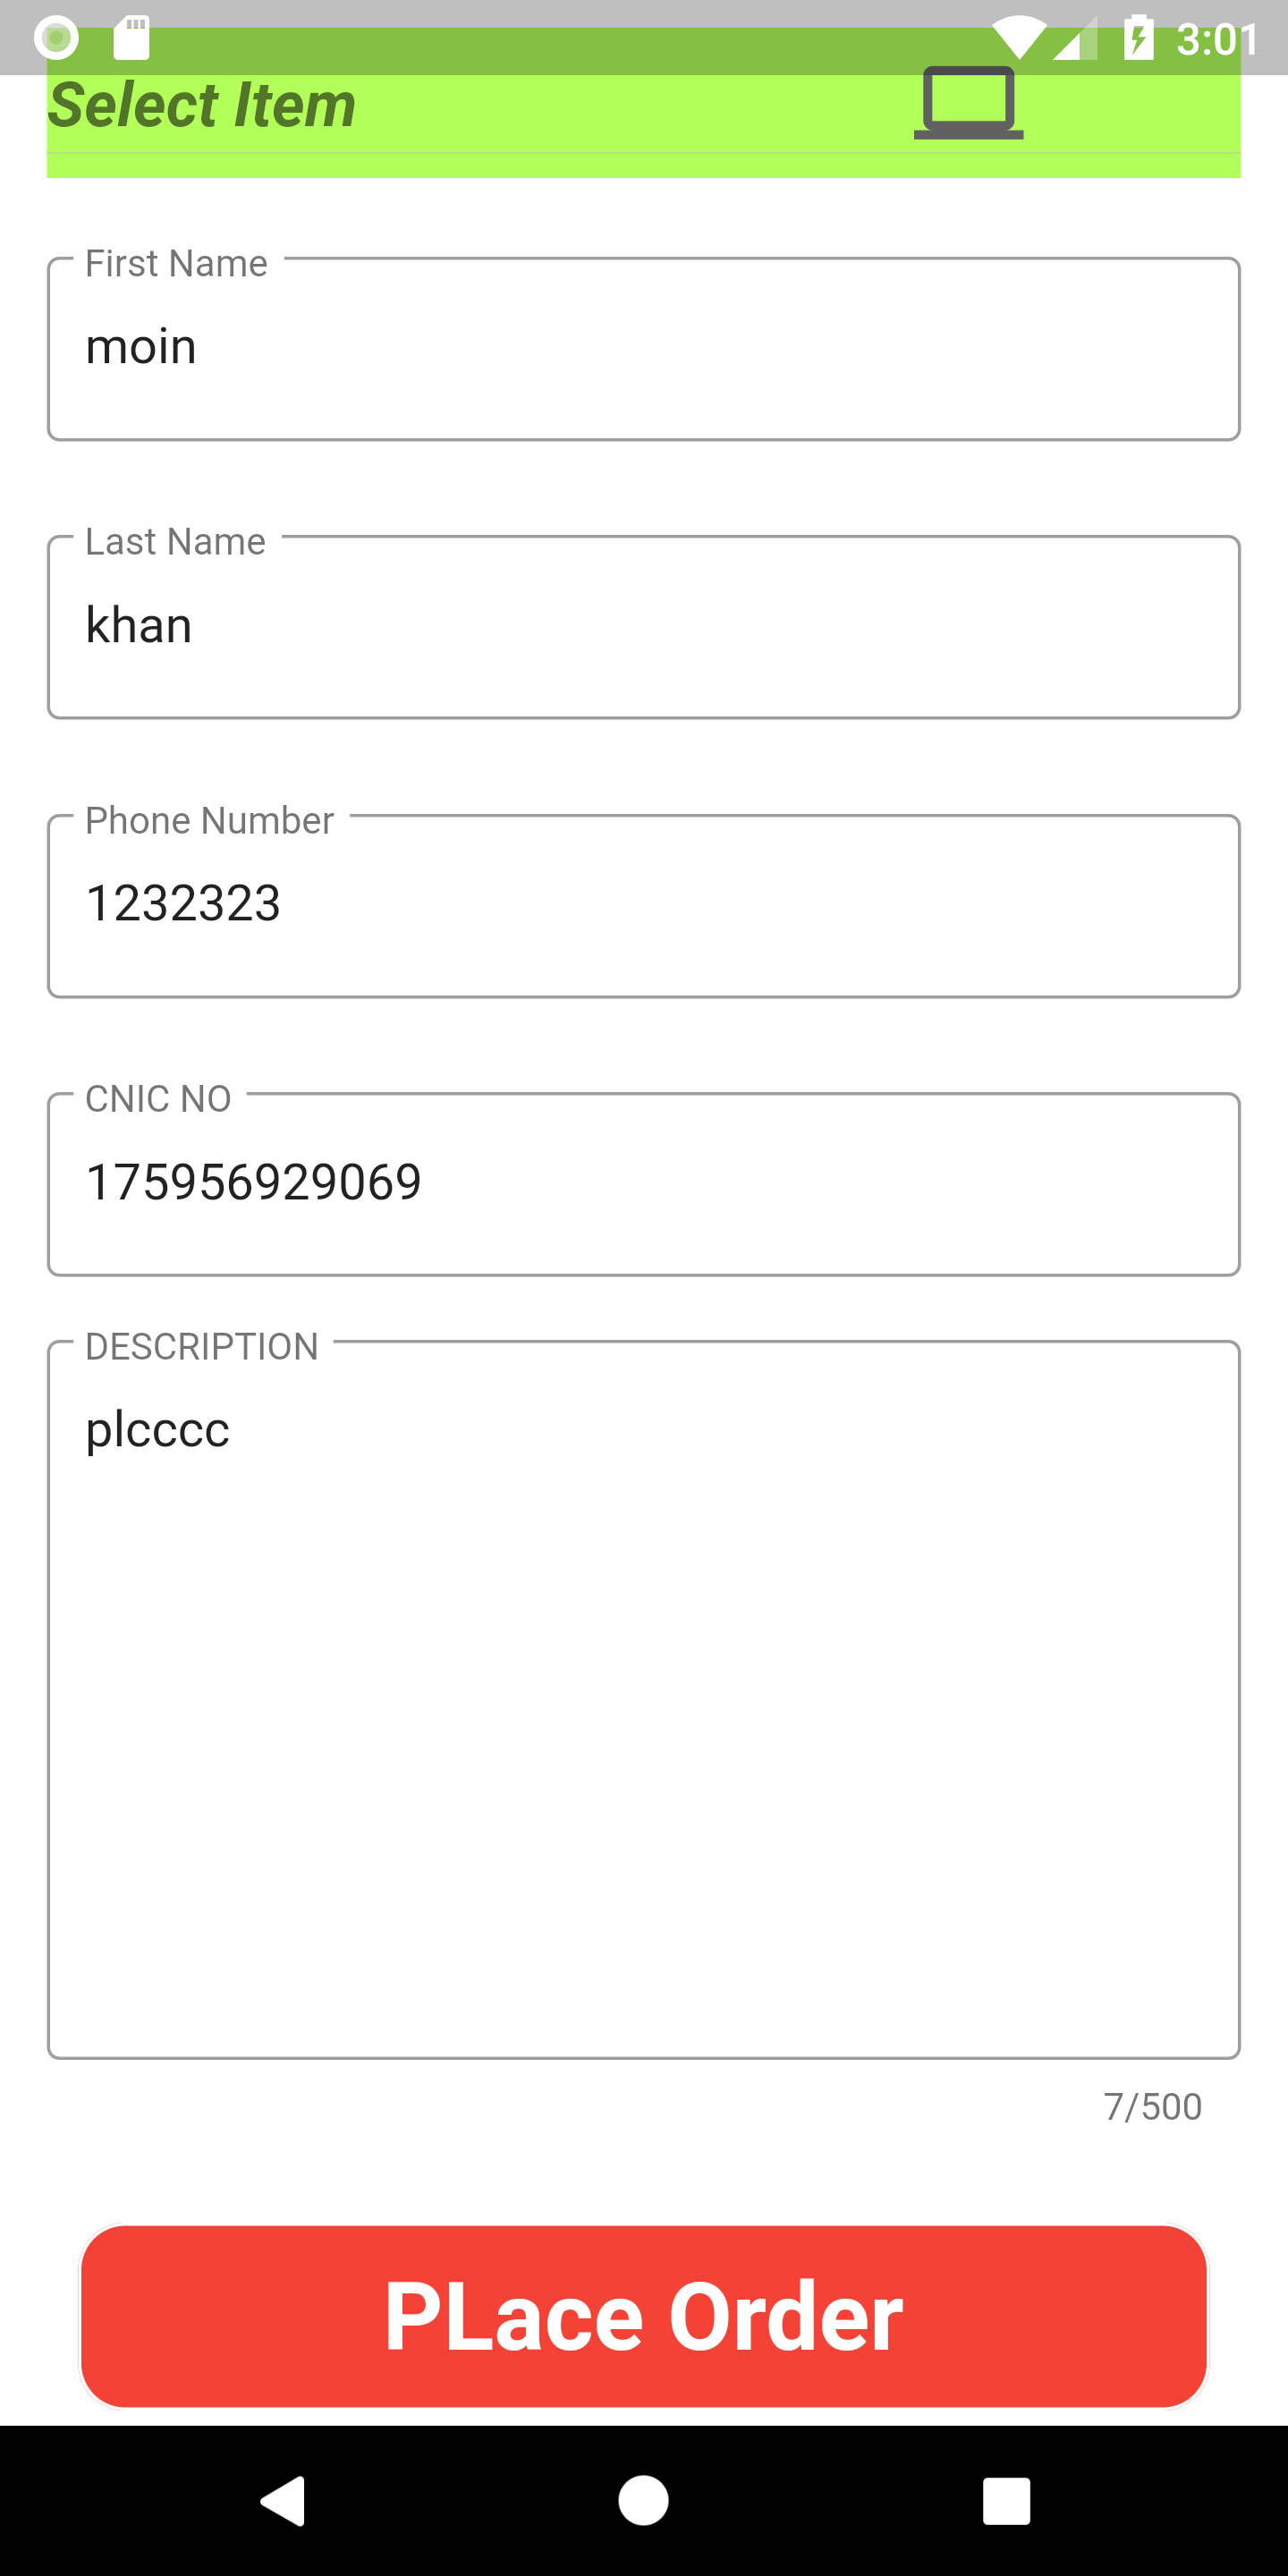 3:01
Select Item
First Name
moin
Last Name
khan
Phone Number
1232323
CNIC NO
175956929069
DESCRIPTION
plcccc
7/500
PLace Order